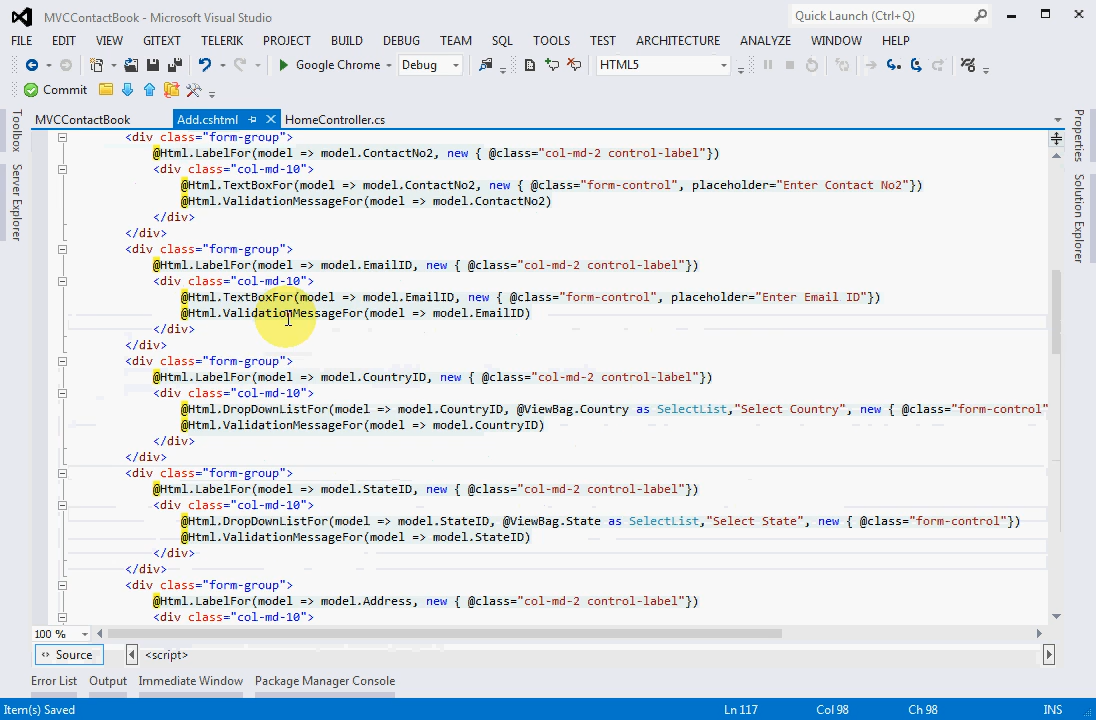 MVCContactBook - Microsoft Visual Studio
Quick Launch (Ctrl+Q)
FILE EDIT VIEW GITEXT TELERIK PROJECT BUILD DEBUG TEAM SQL TOOLS TEST ARCHITECTURE ANALYZE WINDOW HELP
Google Chrome Debug HTML5
Commit
MVCContactBook Add.cshtml HomeController.cs
Toolbox
Server Explorer
Properties
Solution Explorer
<div class="form-group">
@Html.LabelFor(model => model.ContactNo2, new { @class="col-md-2 control-label"})
<div class="col-md-10">
@Html.TextBoxFor(model => model.ContactNo2, new { @class="form-control", placeholder="Enter Contact No2"})
@Html.ValidationMessageFor(model => model.ContactNo2)
</div>
</div>
<div class="form-group">
@Html.LabelFor(model => model.EmailID, new { @class="col-md-2 control-label"})
<div class="col-md-10">
@Html.TextBoxFor(model => model.EmailID, new { @class="form-control", placeholder="Enter Email ID"})
@Html.ValidationMessageFor(model => model.EmailID)
</div>
</div>
<div class="form-group">
@Html.LabelFor(model => model.CountryID, new { @class="col-md-2 control-label"})
<div class="col-md-10">
@Html.DropDownListFor(model => model.CountryID, @ViewBag.Country as SelectList,"Select Country", new { @class="form-control"
@Html.ValidationMessageFor(model => model.CountryID)
</div>
</div>
<div class="form-group">
@Html.LabelFor(model => model.StateID, new { @class="col-md-2 control-label"})
<div class="col-md-10">
@Html.DropDownListFor(model => model.StateID, @ViewBag.State as SelectList,"Select State", new { @class="form-control"})
@Html.ValidationMessageFor(model => model.StateID)
</div>
</div>
<div class="form-group">
@Html.LabelFor(model => model.Address, new { @class="col-md-2 control-label"})
<div class="col-md-10">
100 %
Source <script>
Error List Output Immediate Window Package Manager Console
Item(s) Saved Ln 117 Col 98 Ch 98 INS